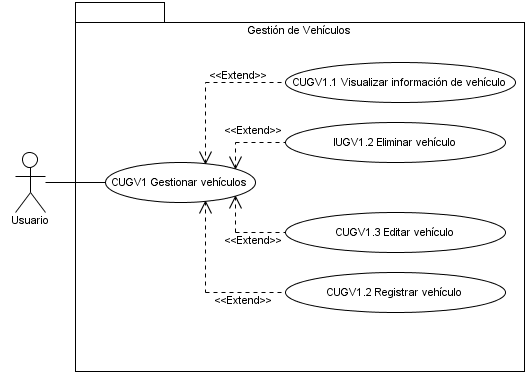 Gestión de Vehículos
<<Extend>>
CUGV1.1 Visualizar información de vehículo
<<Extend>>
IUGV1.2 Eliminar vehículo
CUGV1 Gestionar vehículos
Usuario
CUGV1.3 Editar vehículo
<<Extend>>
CUGV1.2 Registrar vehículo
<<Extend>>